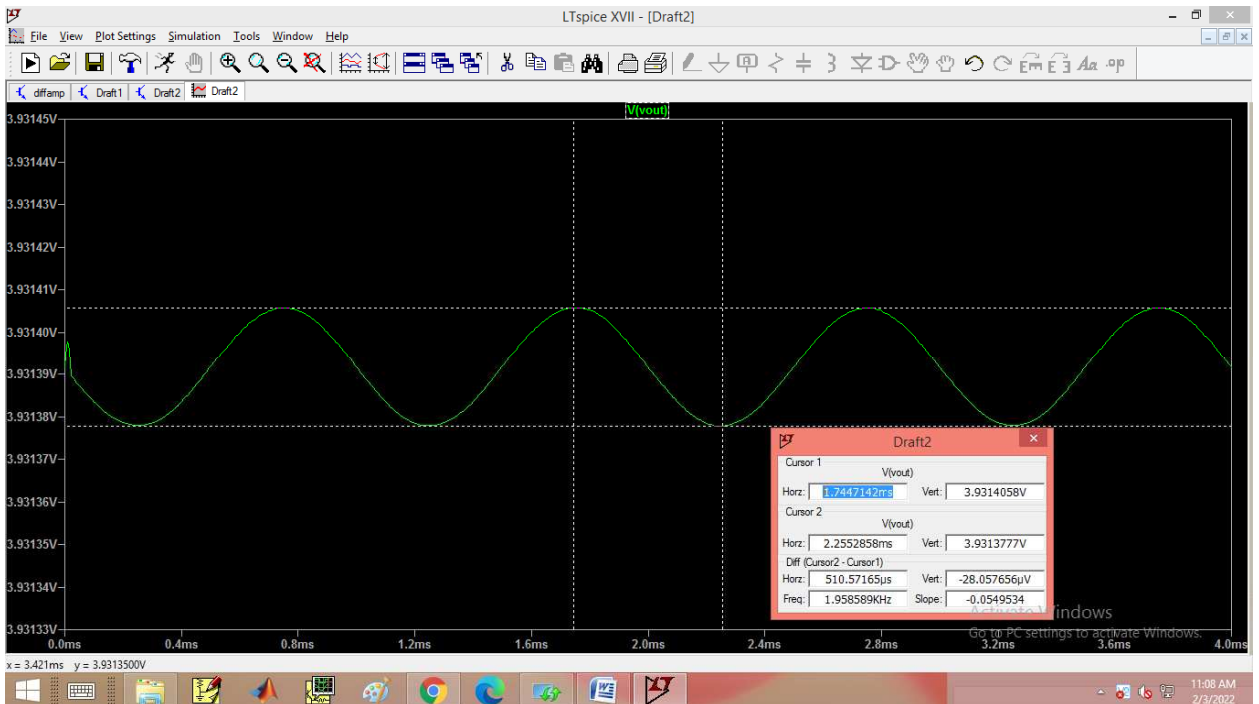 LTspice XVII - [Draft2]
File View Plot Settings Simulation Tools Window Help
diffamp Draft1 Draft2 Draft2
V(vout)
3.93145V
3.93144V
3.93143V
3.93142V
3.93141V
3.93140V
3.93139V
3.93138V
3.93137V
3.93136V
3.93135V
3.93134V
3.93133V
0.0ms 0.4ms 0.8ms 1.2ms 1.6ms 2.0ms 2.4ms 2.8ms 3.2ms 3.6ms 4.0ms
Draft2
Cursor 1
V(vout)
Horz: 1.7447142ms Vert: 3.9314058V
Cursor 2
V(vout)
Horz: 2.2552858ms Vert: 3.9313777V
Diff (Cursor2 - Cursor1)
Horz: 510.57165µs Vert: -28.057656µV
Freq: 1.958589KHz Slope: -0.0549534
Activate Windows
Go to PC settings to activate Windows.
x = 3.421ms y = 3.9313500V
11:08 AM
2/3/2022